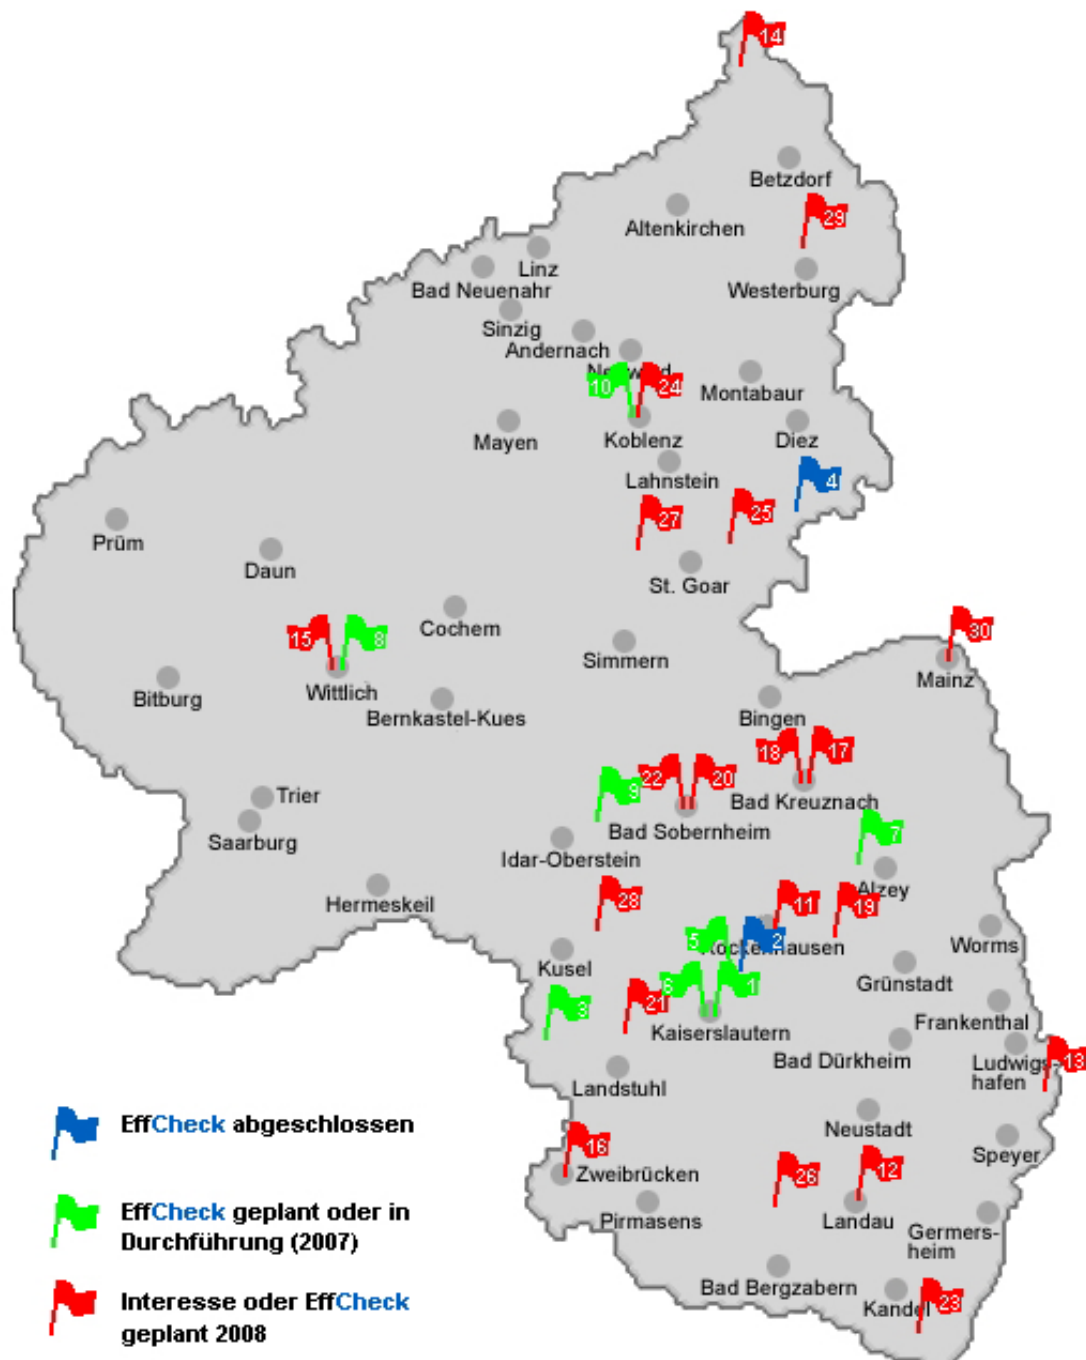 14
Betzdorf
29
Altenkirchen
Linz
Bad Neuenahr
Westerburg
Sinzig
Andernach
Neuwied
10
24
Montabaur
Mayen
Koblenz
Diez
Lahnstein
4
27
25
Prüm
Daun
St. Goar
Cochem
15
8
30
Simmern
Mainz
Bitburg
Wittlich
Bernkastel-Kues
Bingen
18
17
22
20
9
Trier
Bad Kreuznach
Saarburg
Bad Sobernheim
7
Idar-Oberstein
Alzey
Hermeskeil
28
11
19
5
2
Rockenhausen
Worms
Kusel
6
1
Grünstadt
3
21
Kaiserslautern
Frankenthal
Bad Dürkheim
Ludwigs-
hafen
13
Landstuhl
Neustadt
16
Speyer
Zweibrücken
26
12
Pirmasens
Landau
Germers-
heim
Bad Bergzabern
Kandel
23
EffCheck abgeschlossen
EffCheck geplant oder in
Durchführung (2007)
Interesse oder EffCheck
geplant 2008